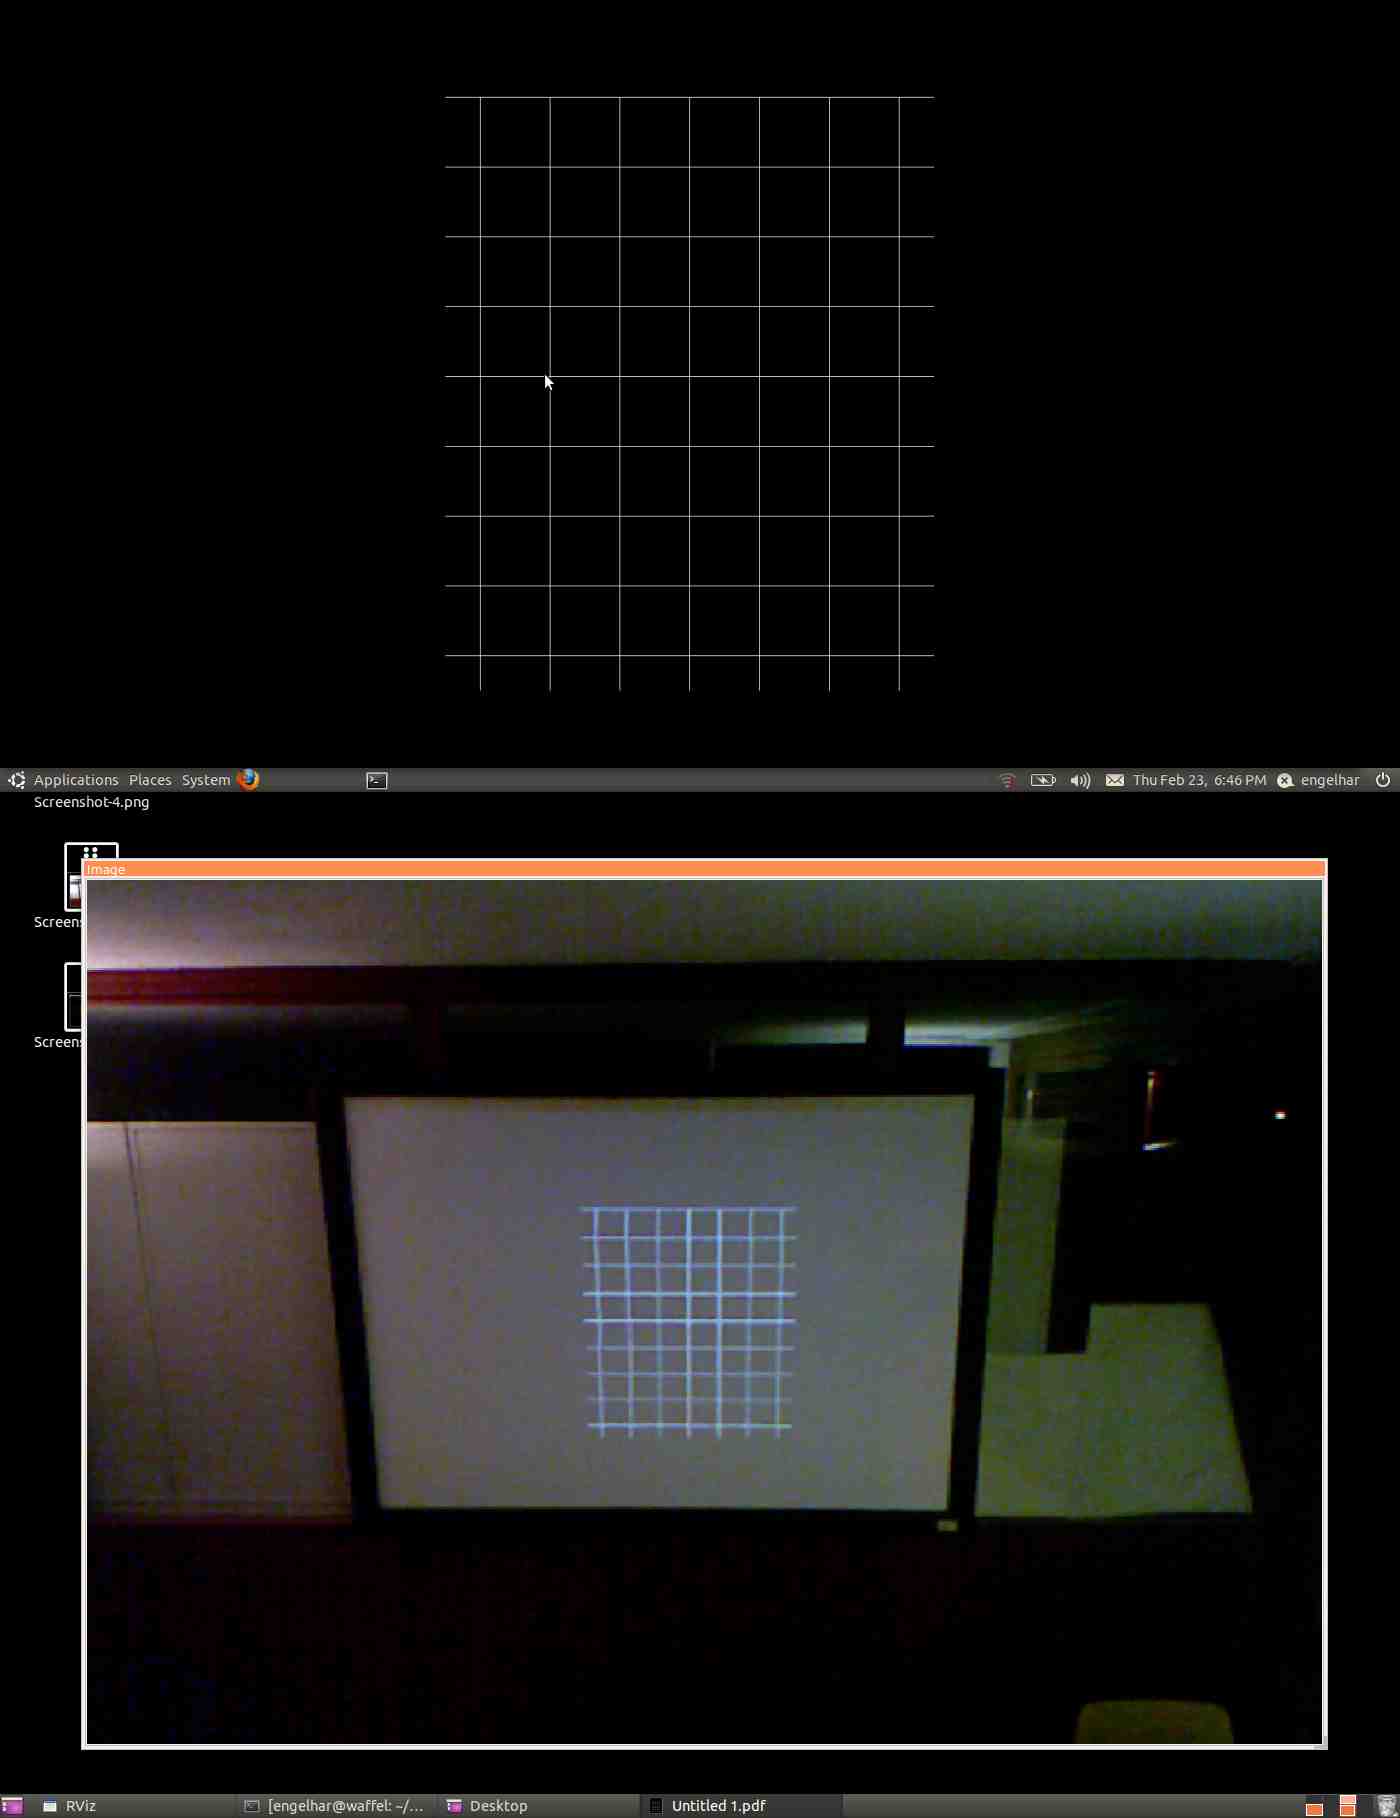 Applications Places System Thu Feb 23, 6:46 PM engelhar
Screenshot-4.png
Image
Screens
Screens
RViz [engelhar@waffel: ~/... Desktop Untitled 1.pdf